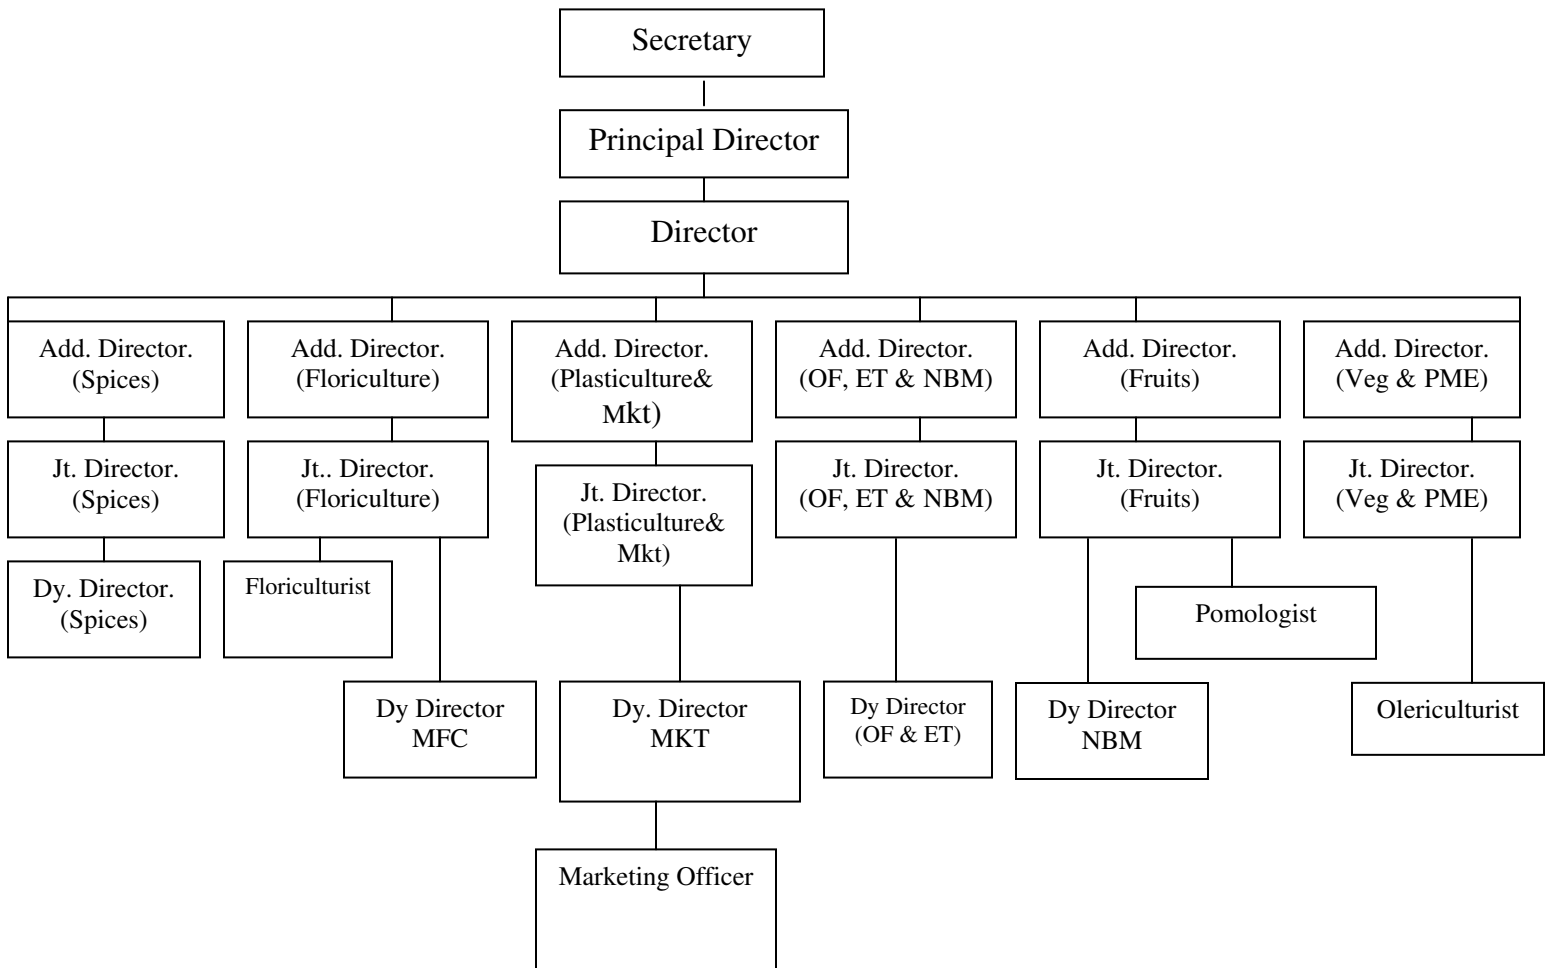 Secretary
Principal Director
Director
Add. Director.
(Spices)
Add. Director.
(Floriculture)
Add. Director.
(Plasticulture&
Mkt)
Add. Director.
(OF, ET & NBM)
Add. Director.
(Fruits)
Add. Director.
(Veg & PME)
Jt. Director.
(Spices)
Jt.. Director.
(Floriculture)
Jt. Director.
(Plasticulture&
Mkt)
Jt. Director.
(OF, ET & NBM)
Jt. Director.
(Fruits)
Jt. Director.
(Veg & PME)
Dy. Director.
(Spices)
Floriculturist
Pomologist
Dy Director
MFC
Dy. Director
MKT
Dy Director
(OF & ET)
Dy Director
NBM
Olericulturist
Marketing Officer